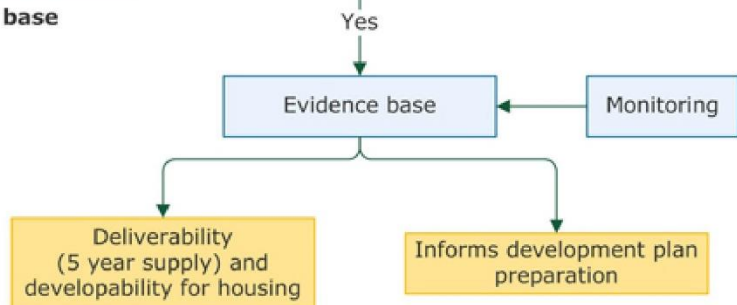 base
Yes
Evidence base
Monitoring
Deliverability
(5 year supply) and
developability for housing
Informs development plan
preparation